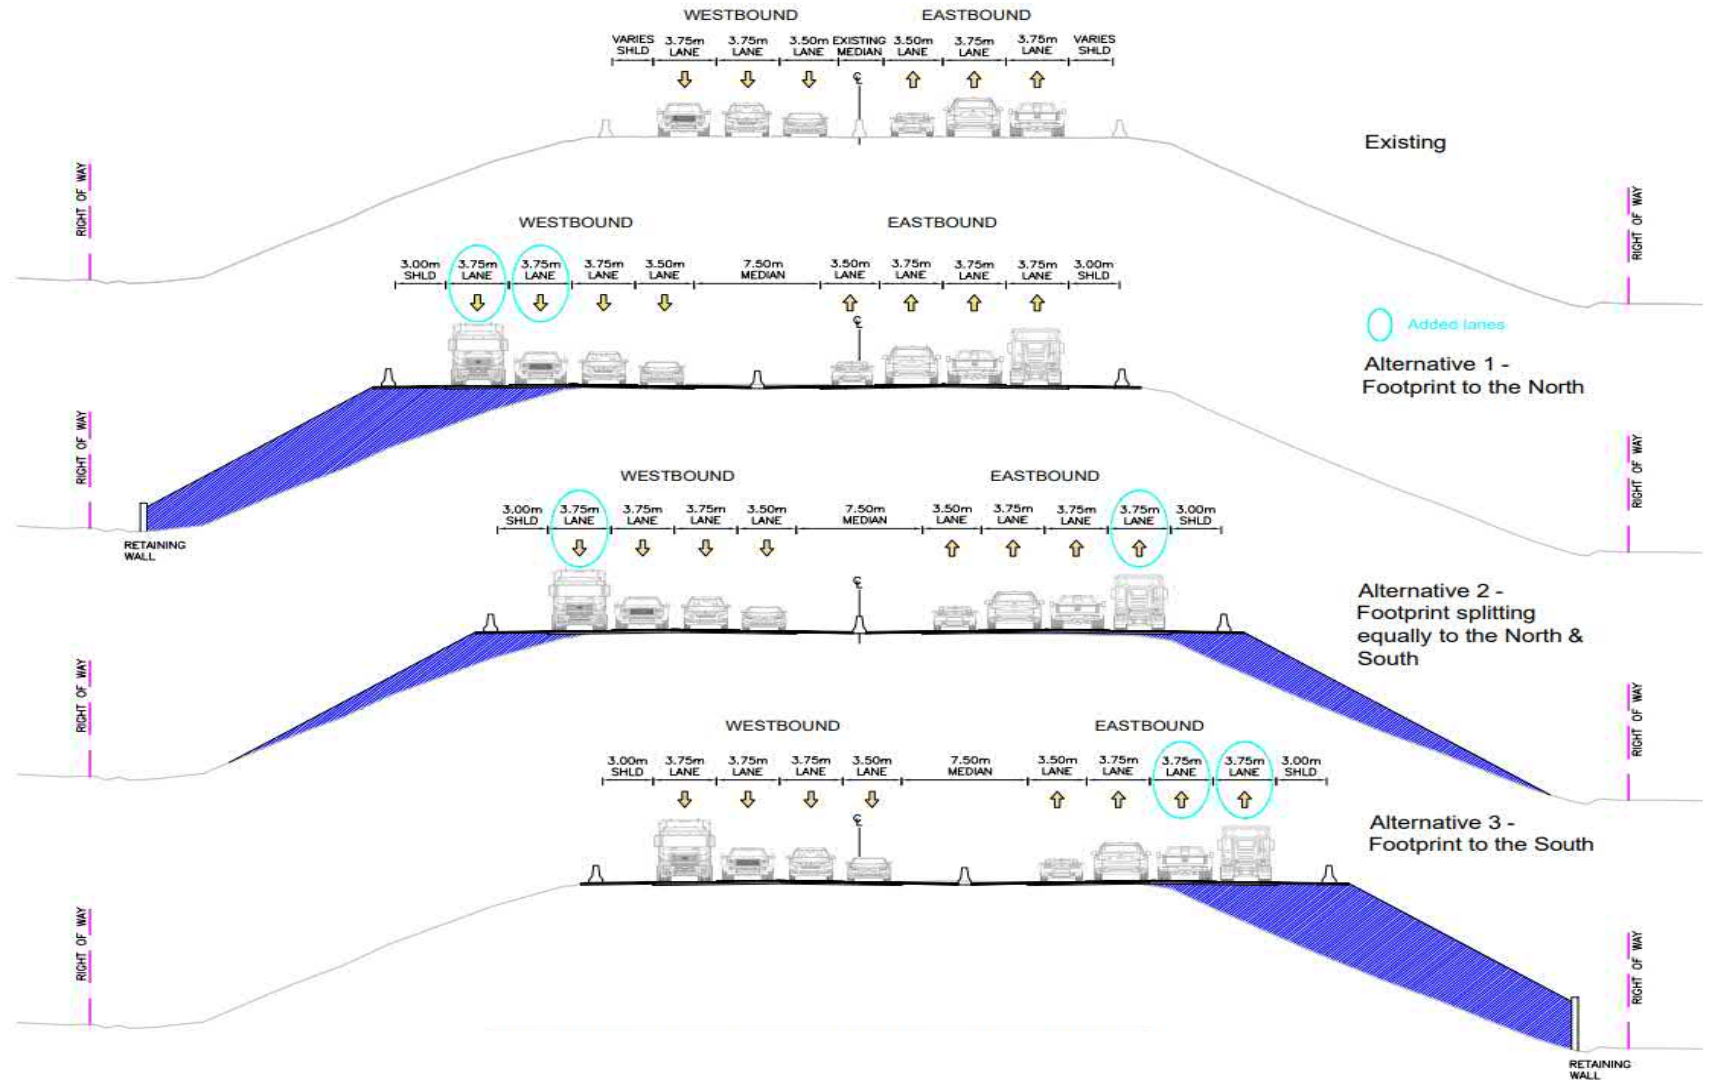 WESTBOUND EASTBOUND
VARIES 3.75m 3.75m 3.50m EXISTING 3.50m 3.75m 3.75m VARIES
SHLD LANE LANE LANE MEDIAN LANE LANE LANE SHLD
℄
Existing
RIGHT OF WAY
RIGHT OF WAY
WESTBOUND EASTBOUND
3.00m 3.75m 3.75m 3.75m 3.50m 7.50m 3.50m 3.75m 3.75m 3.75m 3.00m
SHLD LANE LANE LANE LANE MEDIAN LANE LANE LANE LANE SHLD
℄
Added lanes
Alternative 1 -
Footprint to the North
RIGHT OF WAY
RIGHT OF WAY
RETAINING
WALL
WESTBOUND EASTBOUND
3.00m 3.75m 3.75m 3.75m 3.50m 7.50m 3.50m 3.75m 3.75m 3.75m 3.00m
SHLD LANE LANE LANE LANE MEDIAN LANE LANE LANE LANE SHLD
℄
Alternative 2 -
Footprint splitting
equally to the North &
South
RIGHT OF WAY
RIGHT OF WAY
WESTBOUND EASTBOUND
3.00m 3.75m 3.75m 3.75m 3.50m 7.50m 3.50m 3.75m 3.75m 3.75m 3.00m
SHLD LANE LANE LANE LANE MEDIAN LANE LANE LANE LANE SHLD
℄
Alternative 3 -
Footprint to the South
RIGHT OF WAY
RIGHT OF WAY
RETAINING
WALL